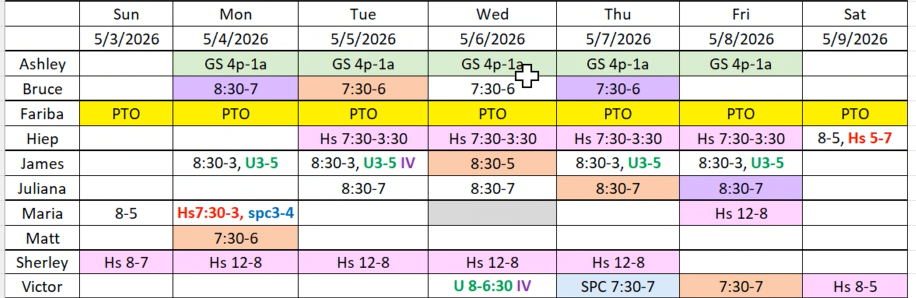 Sun Mon Tue Wed Thu Fri Sat
5/3/2026 5/4/2026 5/5/2026 5/6/2026 5/7/2026 5/8/2026 5/9/2026
Ashley GS 4p-1a GS 4p-1a GS 4p-1a GS 4p-1a GS 4p-1a
Bruce 8:30-7 7:30-6 7:30-6 7:30-6
Fariba PTO PTO PTO PTO PTO PTO PTO
Hiep Hs 7:30-3:30 Hs 7:30-3:30 Hs 7:30-3:30 Hs 7:30-3:30 8-5, Hs 5-7
James 8:30-3, U3-5 8:30-3, U3-5 IV 8:30-5 8:30-3, U3-5 8:30-3, U3-5
Juliana 8:30-7 8:30-7 8:30-7 8:30-7
Maria 8-5 Hs7:30-3, spc3-4 Hs 12-8
Matt 7:30-6
Sherley Hs 8-7 Hs 12-8 Hs 12-8 Hs 12-8 Hs 12-8
Victor U 8-6:30 IV SPC 7:30-7 7:30-7 Hs 8-5